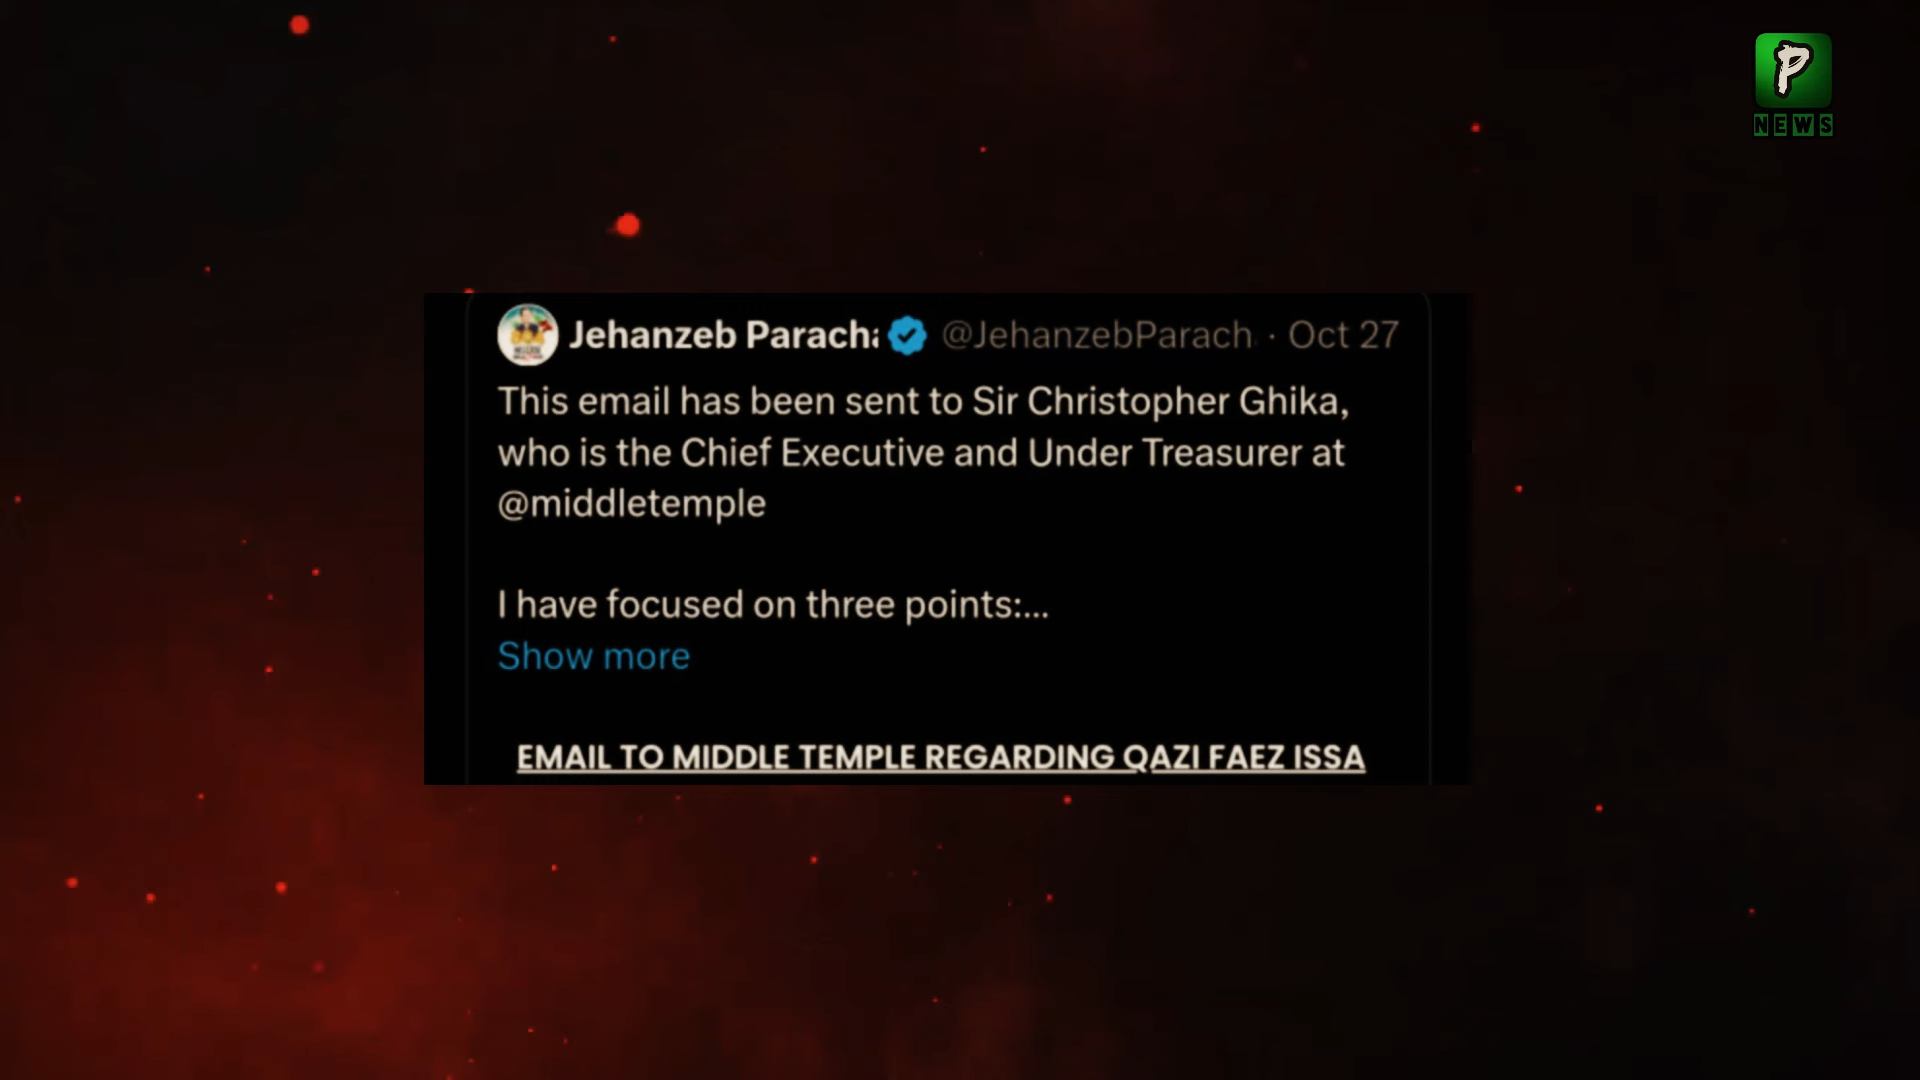 P
NEWS
Jehanzeb Parach @JehanzebParach · Oct 27
This email has been sent to Sir Christopher Ghika,
who is the Chief Executive and Under Treasurer at
@middletemple
I have focused on three points:...
Show more
EMAIL TO MIDDLE TEMPLE REGARDING QAZI FAEZ ISSA